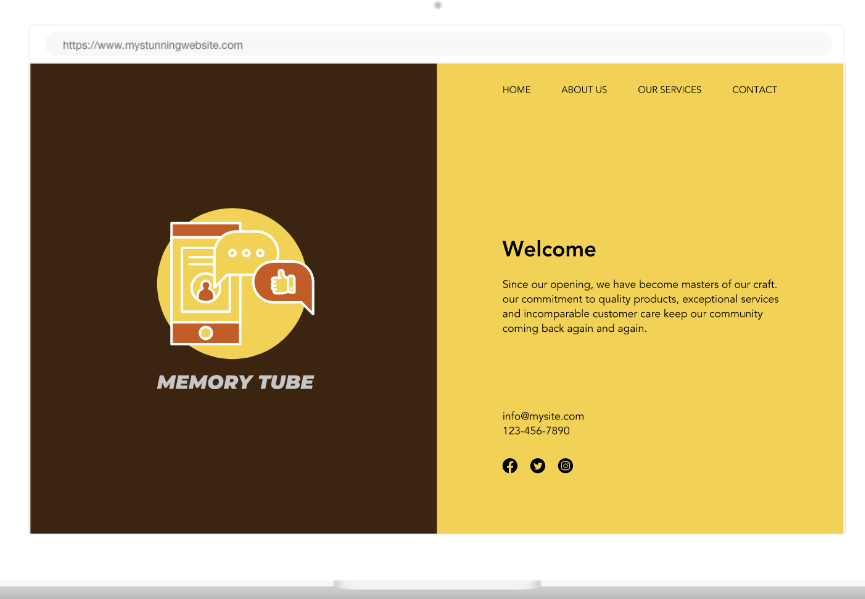 https://www.mystunningwebsite.com
HOME ABOUT US OUR SERVICES CONTACT
MEMORY TUBE
Welcome
Since our opening, we have become masters of our craft.
our commitment to quality products, exceptional services
and incomparable customer care keep our community
coming back again and again.
info@mysite.com
123-456-7890